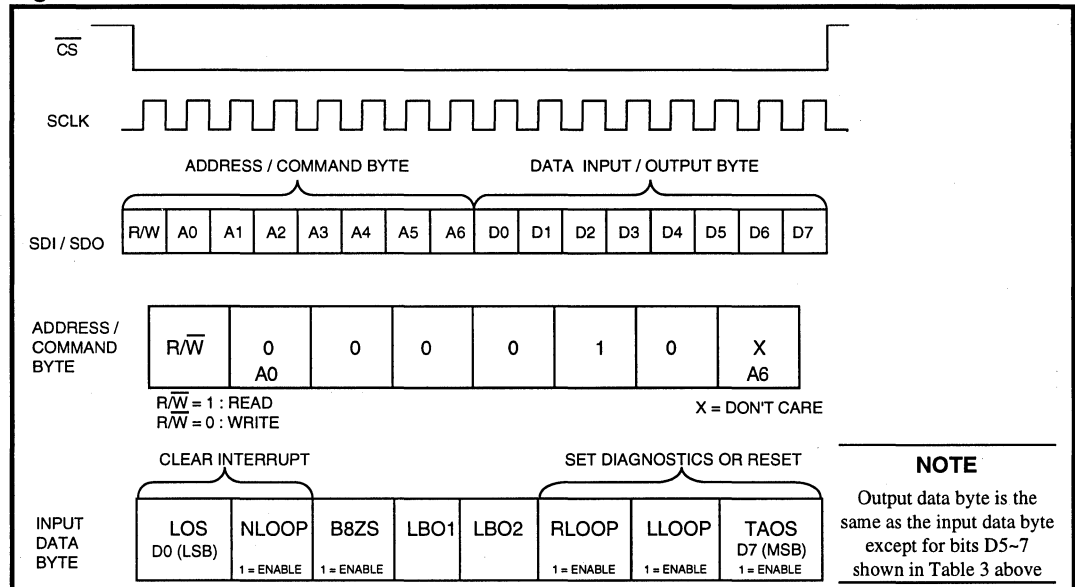 CS
SCLK
ADDRESS / COMMAND BYTE
DATA INPUT / OUTPUT BYTE
SDI / SDO
R/W A0 A1 A2 A3 A4 A5 A6 D0 D1 D2 D3 D4 D5 D6 D7
ADDRESS /
COMMAND
BYTE
R/W 0 0 0 0 1 0 X
A0 A6
R/W = 1 : READ
R/W = 0 : WRITE
X = DON'T CARE
CLEAR INTERRUPT
SET DIAGNOSTICS OR RESET
INPUT
DATA
BYTE
LOS NLOOP B8ZS LBO1 LBO2 RLOOP LLOOP TAOS
D0 (LSB) D7 (MSB)
1 = ENABLE 1 = ENABLE 1 = ENABLE 1 = ENABLE 1 = ENABLE
NOTE
Output data byte is the
same as the input data byte
except for bits D5~7
shown in Table 3 above